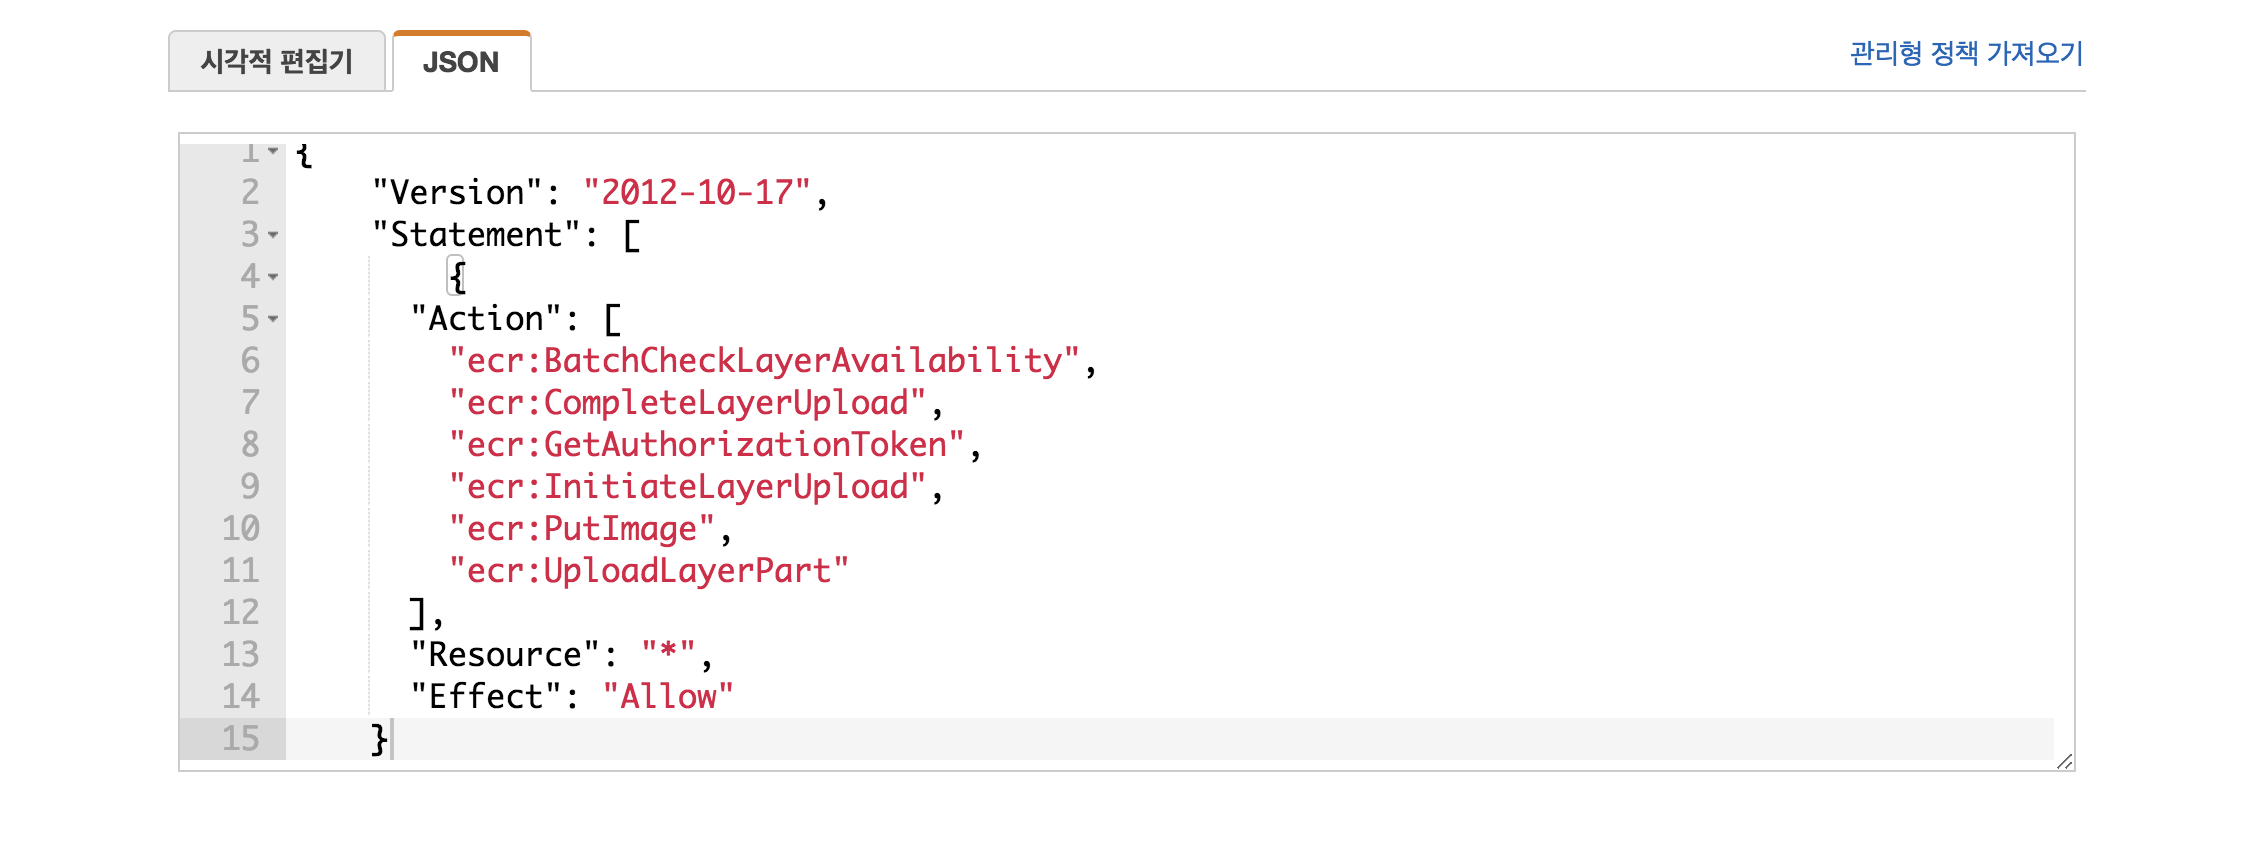 시각적 편집기
JSON
관리형 정책 가져오기
1 {
2 "Version": "2012-10-17",
3 "Statement": [
4 {
5 "Action": [
6 "ecr:BatchCheckLayerAvailability",
7 "ecr:CompleteLayerUpload",
8 "ecr:GetAuthorizationToken",
9 "ecr:InitiateLayerUpload",
10 "ecr:PutImage",
11 "ecr:UploadLayerPart"
12 ],
13 "Resource": "*",
14 "Effect": "Allow"
15 }